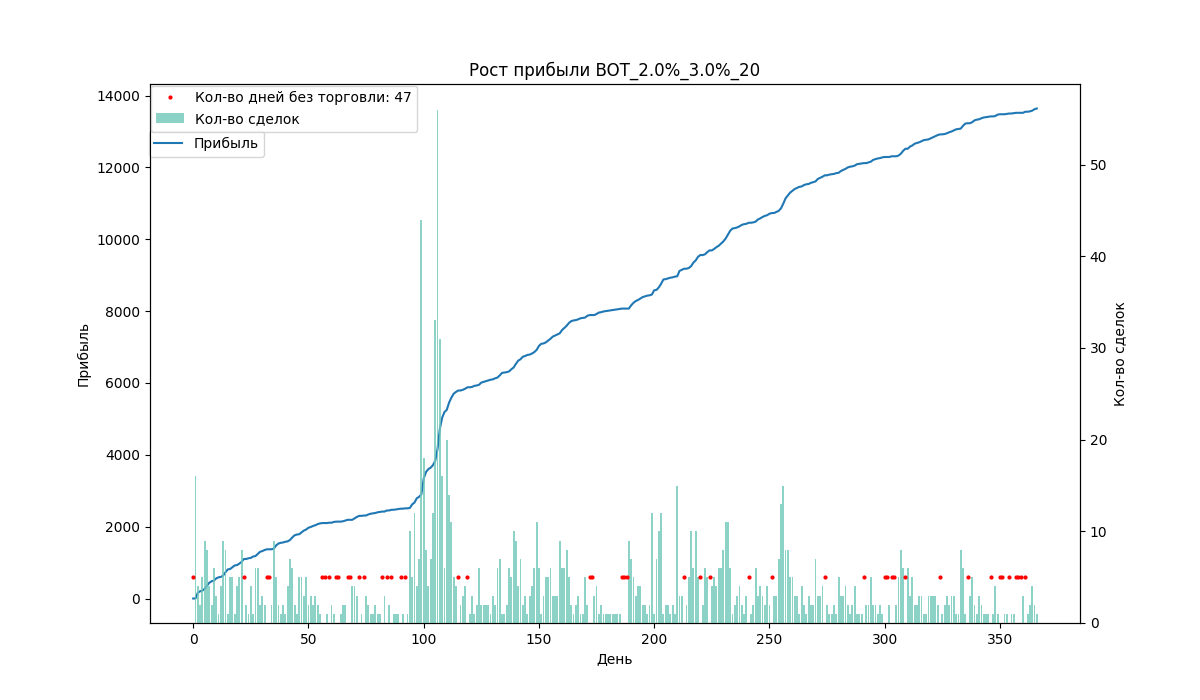 Рост прибыли BOT_2.0%_3.0%_20
Кол-во дней без торговли: 47
Кол-во сделок
Прибыль
14000
12000
10000
8000
6000
4000
2000
0
Прибыль
50
40
30
20
10
0
Кол-во сделок
0 50 100 150 200 250 300 350
День